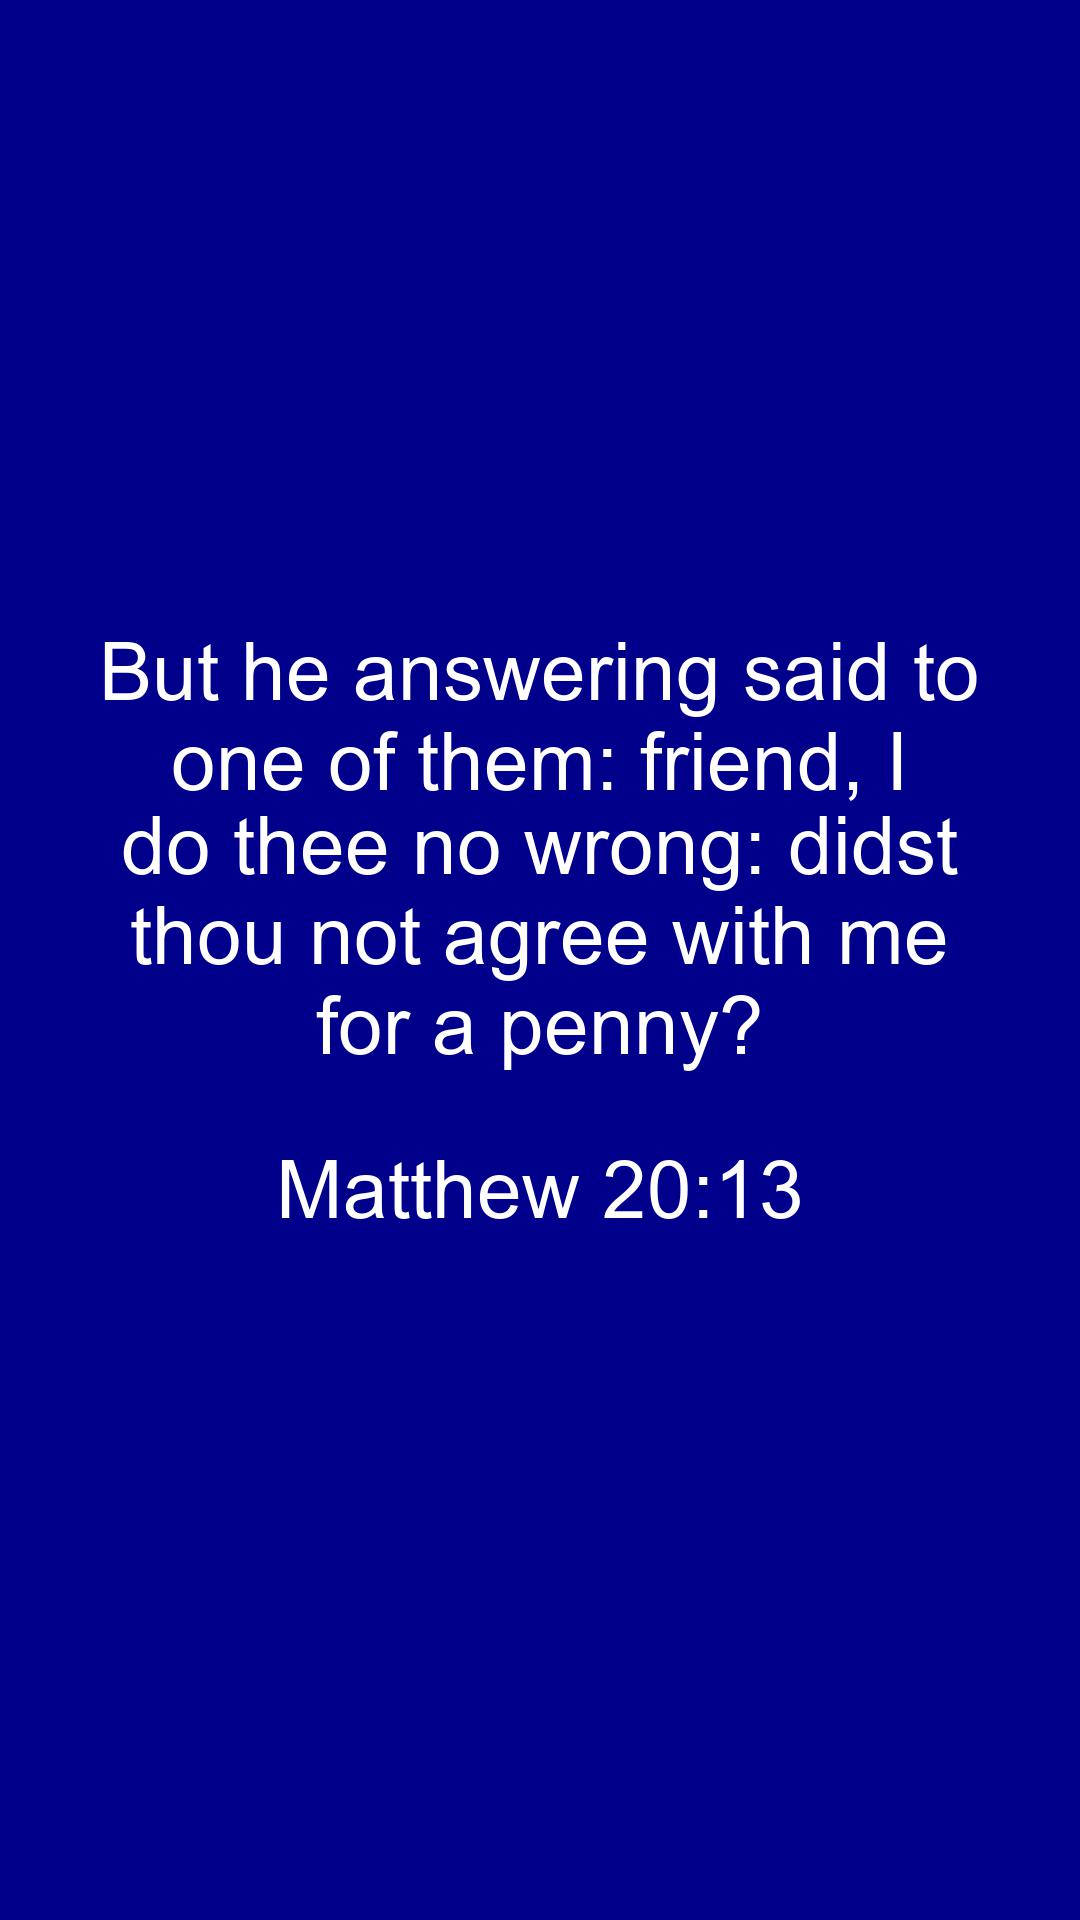 But he answering said to
one of them: friend, I
do thee no wrong: didst
thou not agree with me
for a penny?
Matthew 20:13